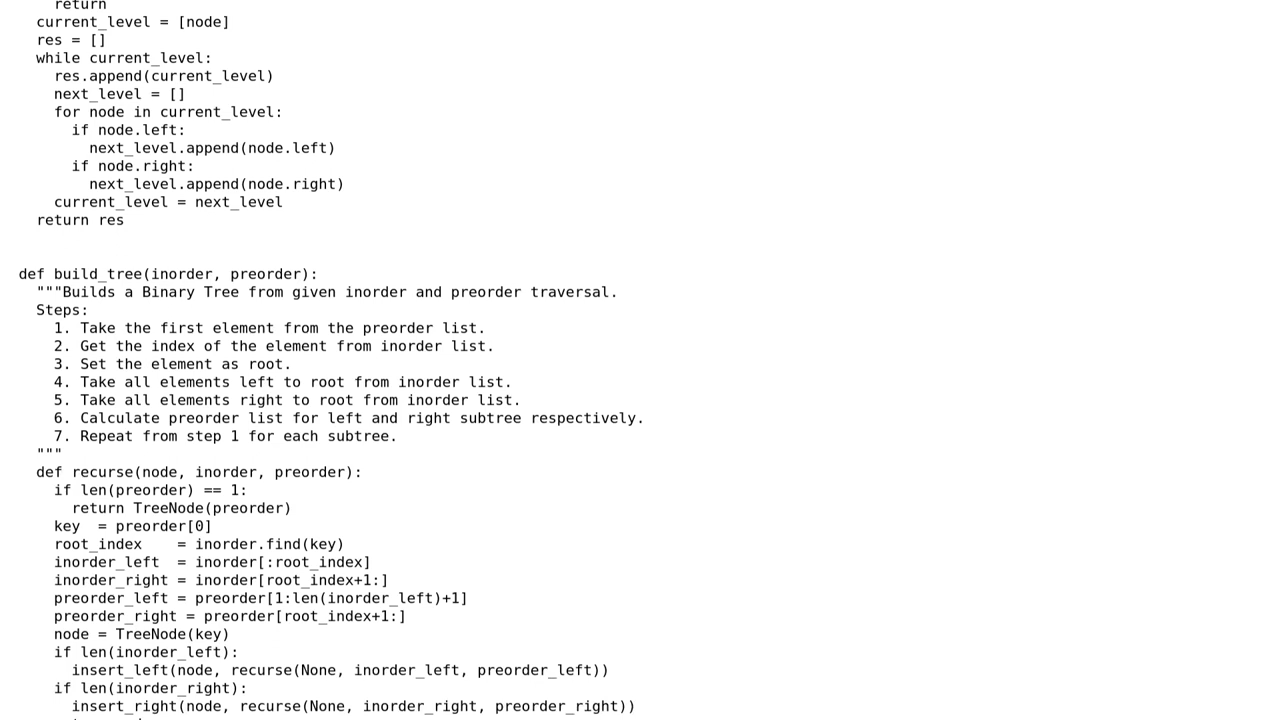 return
    current_level = [node]
    res = []
    while current_level:
      res.append(current_level)
      next_level = []
      for node in current_level:
        if node.left:
          next_level.append(node.left)
        if node.right:
          next_level.append(node.right)
      current_level = next_level
    return res

  def build_tree(inorder, preorder):
    """Builds a Binary Tree from given inorder and preorder traversal.
    Steps:
      1. Take the first element from the preorder list.
      2. Get the index of the element from inorder list.
      3. Set the element as root.
      4. Take all elements left to root from inorder list.
      5. Take all elements right to root from inorder list.
      6. Calculate preorder list for left and right subtree respectively.
      7. Repeat from step 1 for each subtree.
    """
    def recurse(node, inorder, preorder):
      if len(preorder) == 1:
        return TreeNode(preorder)
      key  = preorder[0]
      root_index    = inorder.find(key)
      inorder_left  = inorder[:root_index]
      inorder_right = inorder[root_index+1:]
      preorder_left = preorder[1:len(inorder_left)+1]
      preorder_right = preorder[root_index+1:]
      node = TreeNode(key)
      if len(inorder_left):
        insert_left(node, recurse(None, inorder_left, preorder_left))
      if len(inorder_right):
        insert_right(node, recurse(None, inorder_right, preorder_right))